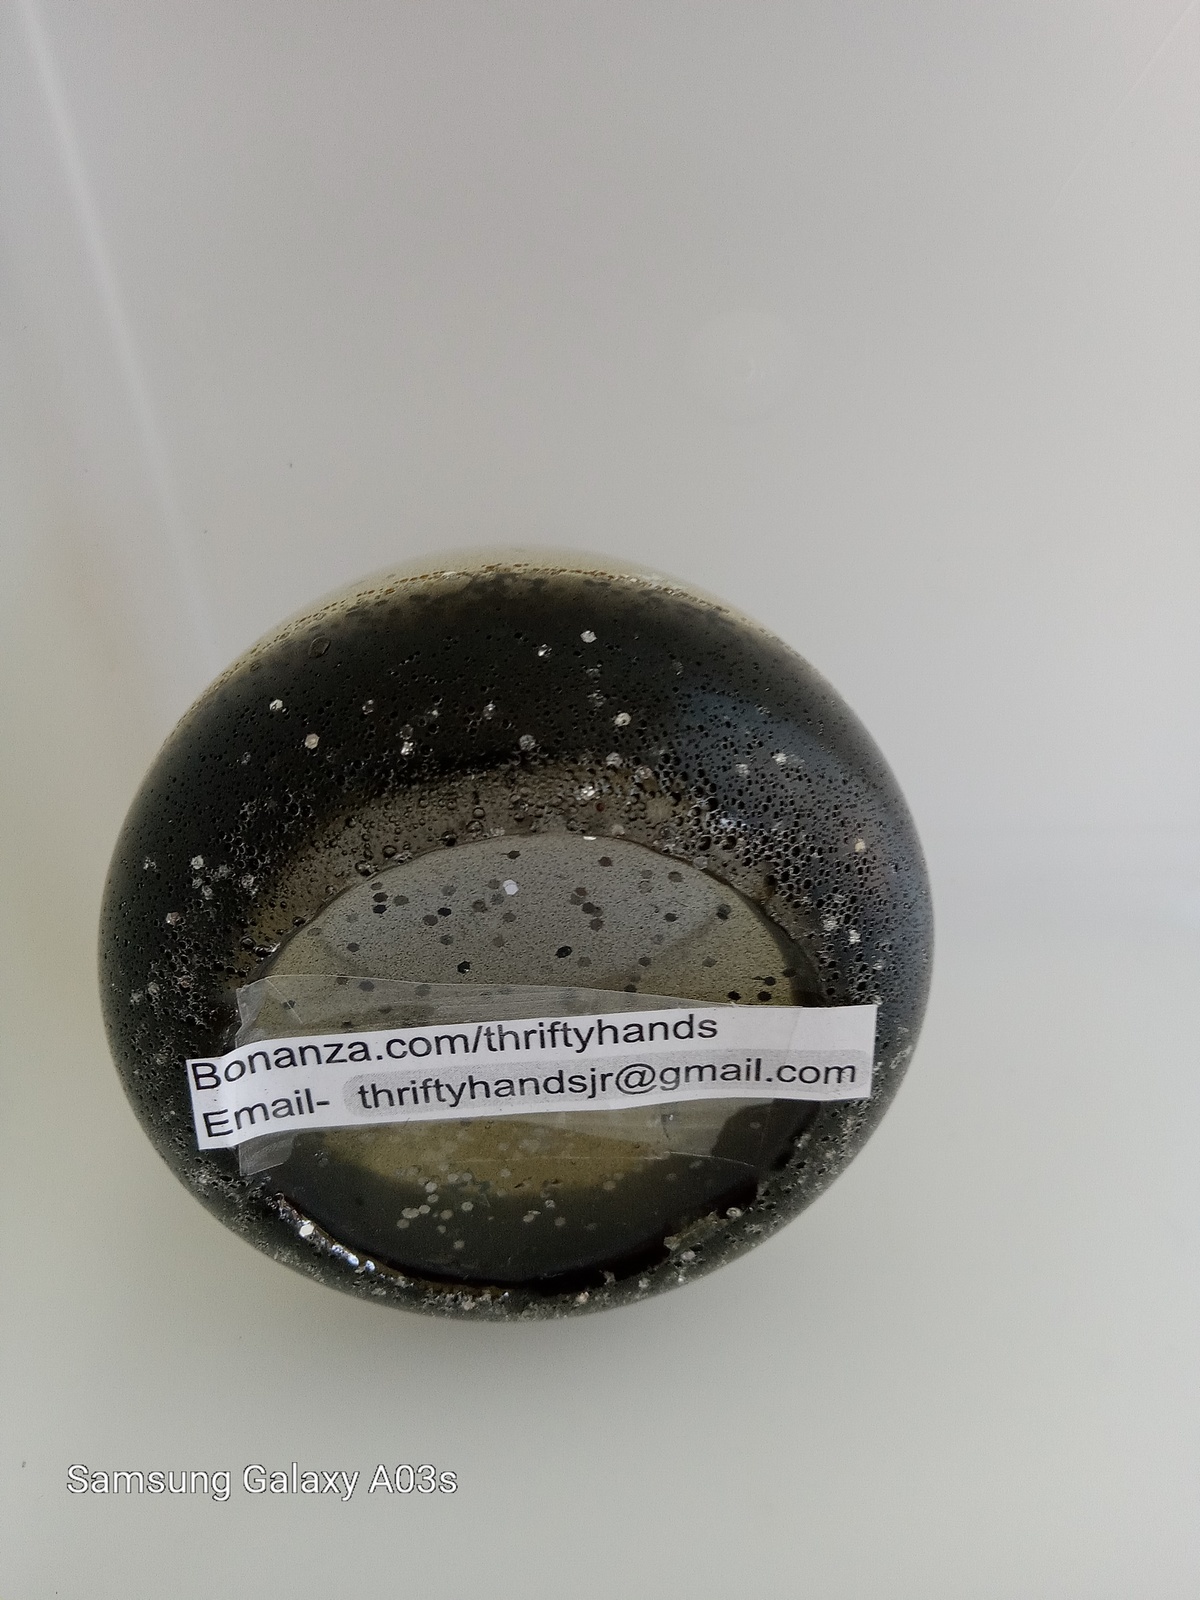 Bonanza.com/thriftyhands
Email- thriftyhandsjr@gmail.com
Samsung Galaxy A03s